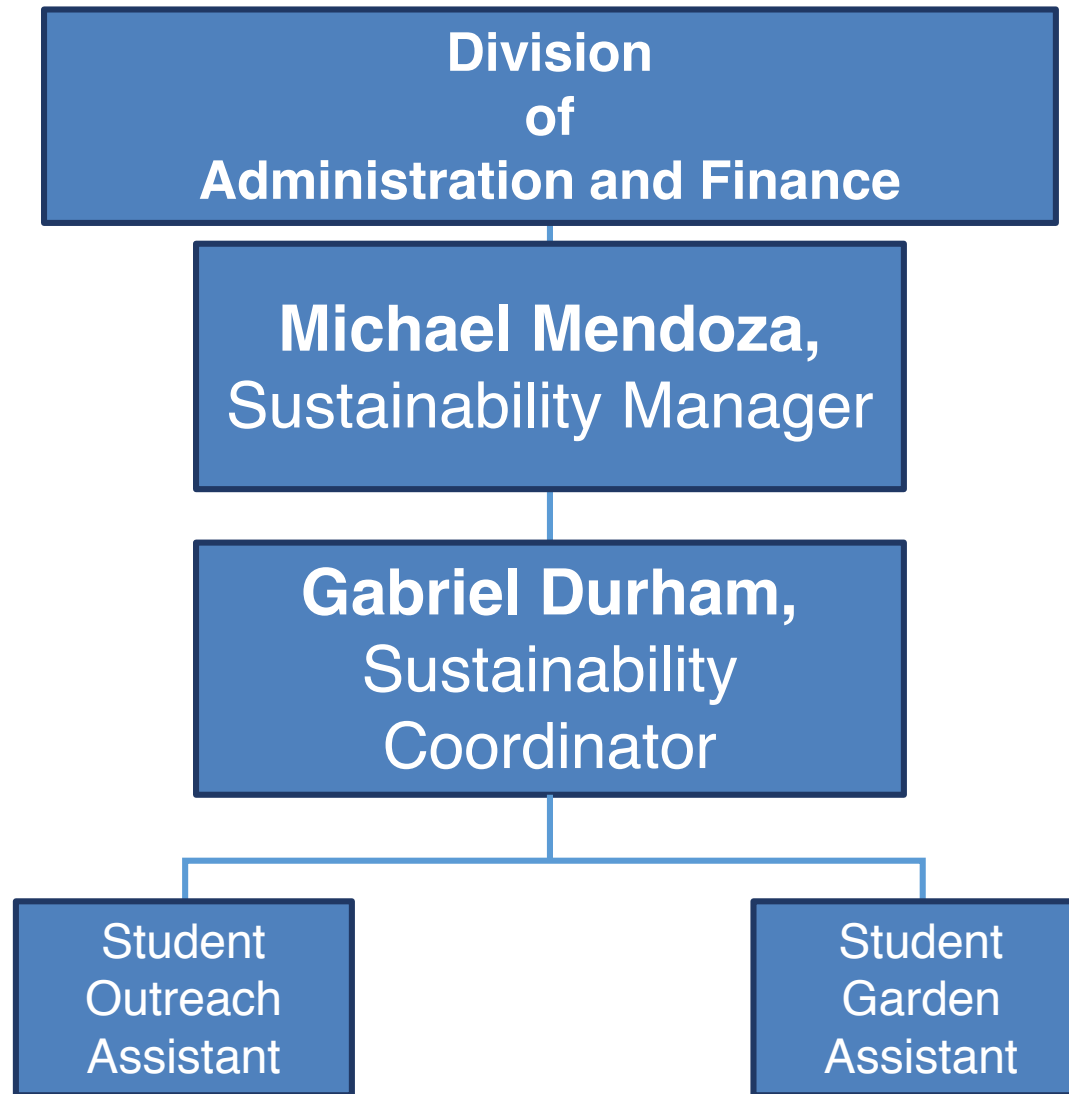 Division
of
Administration and Finance
Michael Mendoza,
Sustainability Manager
Gabriel Durham,
Sustainability
Coordinator
Student
Outreach
Assistant
Student
Garden
Assistant